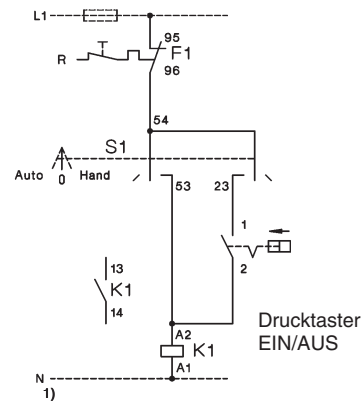 L1
95
F1
R
96
54
S1
Auto 0 Hand
53 23
1
2
13
K1
14
Drucktaster
EIN/AUS
A2
K1
A1
N
1)